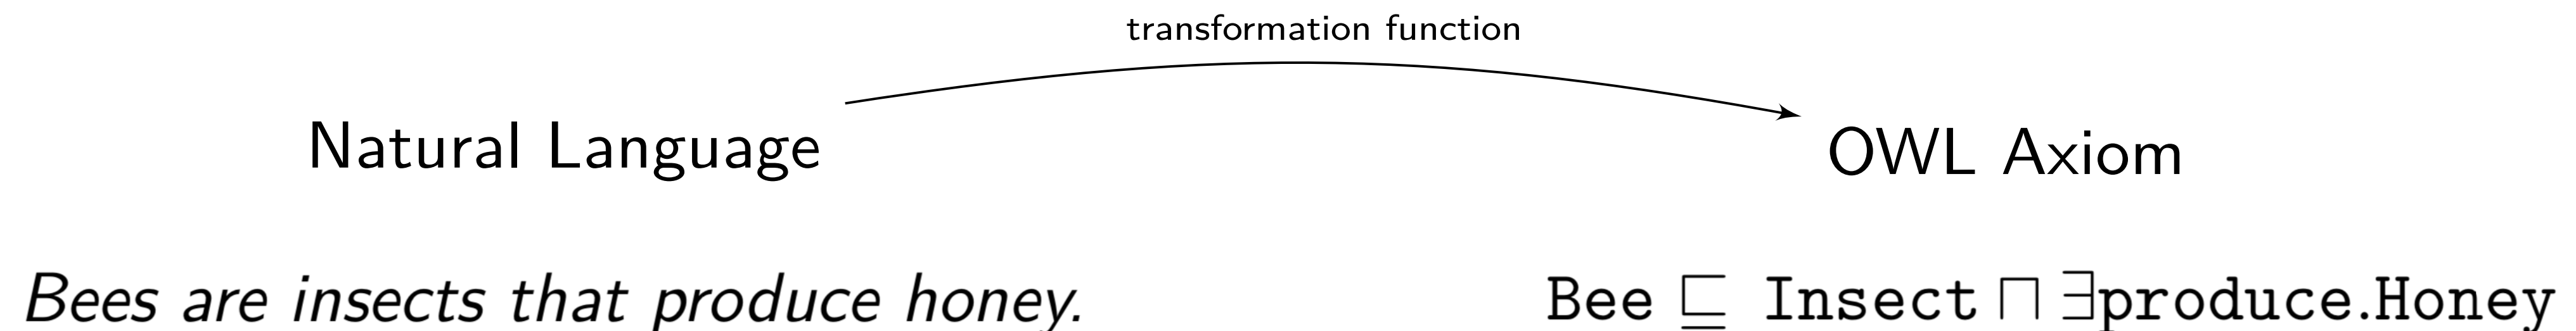 transformation function
Natural Language
OWL Axiom
Bees are insects that produce honey.
Bee ⊑ Insect ⊓ ∃produce.Honey